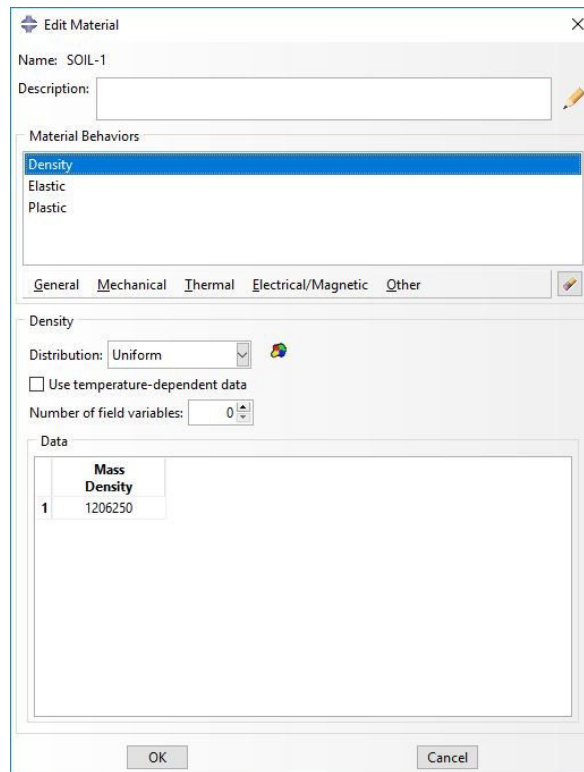 Edit Material
Name: SOIL-1
Description:
Material Behaviors
Density
Elastic
Plastic
General Mechanical Thermal Electrical/Magnetic Other
Density
Distribution: Uniform
Use temperature-dependent data
Number of field variables: 0
Data
Mass
Density
1 1206250
OK Cancel